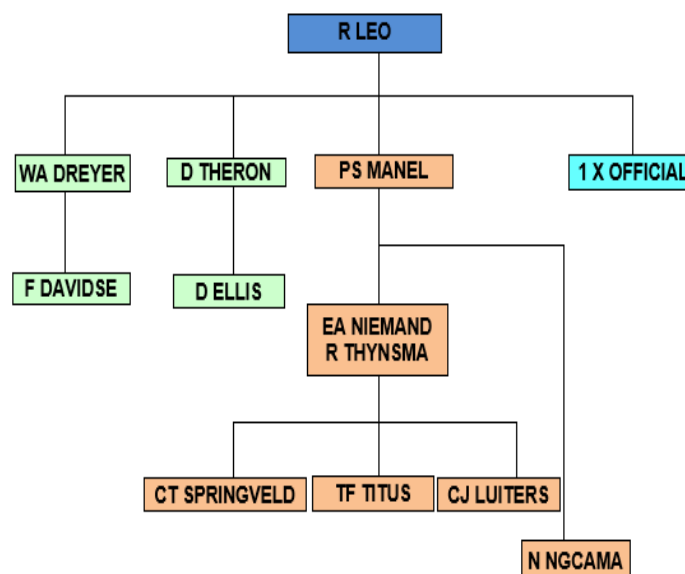 R LEO
WA DREYER
D THERON
PS MANEL
1 X OFFICIAL
F DAVIDSE
D ELLIS
EA NIEMAND
R THYNSMA
CT SPRINGVELD
TF TITUS
CJ LUITERS
N NGCAMA